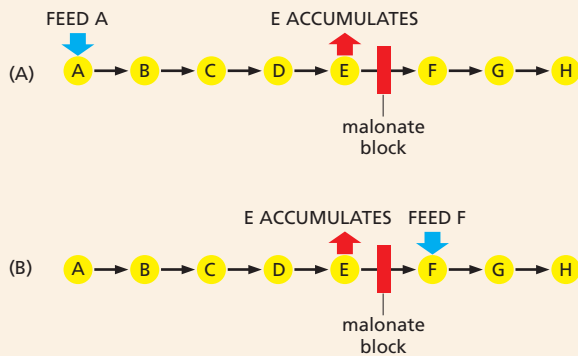 FEED A E ACCUMULATES
(A) A B C D E F G H
malonate
block
E ACCUMULATES FEED F
(B) A B C D E F G H
malonate
block